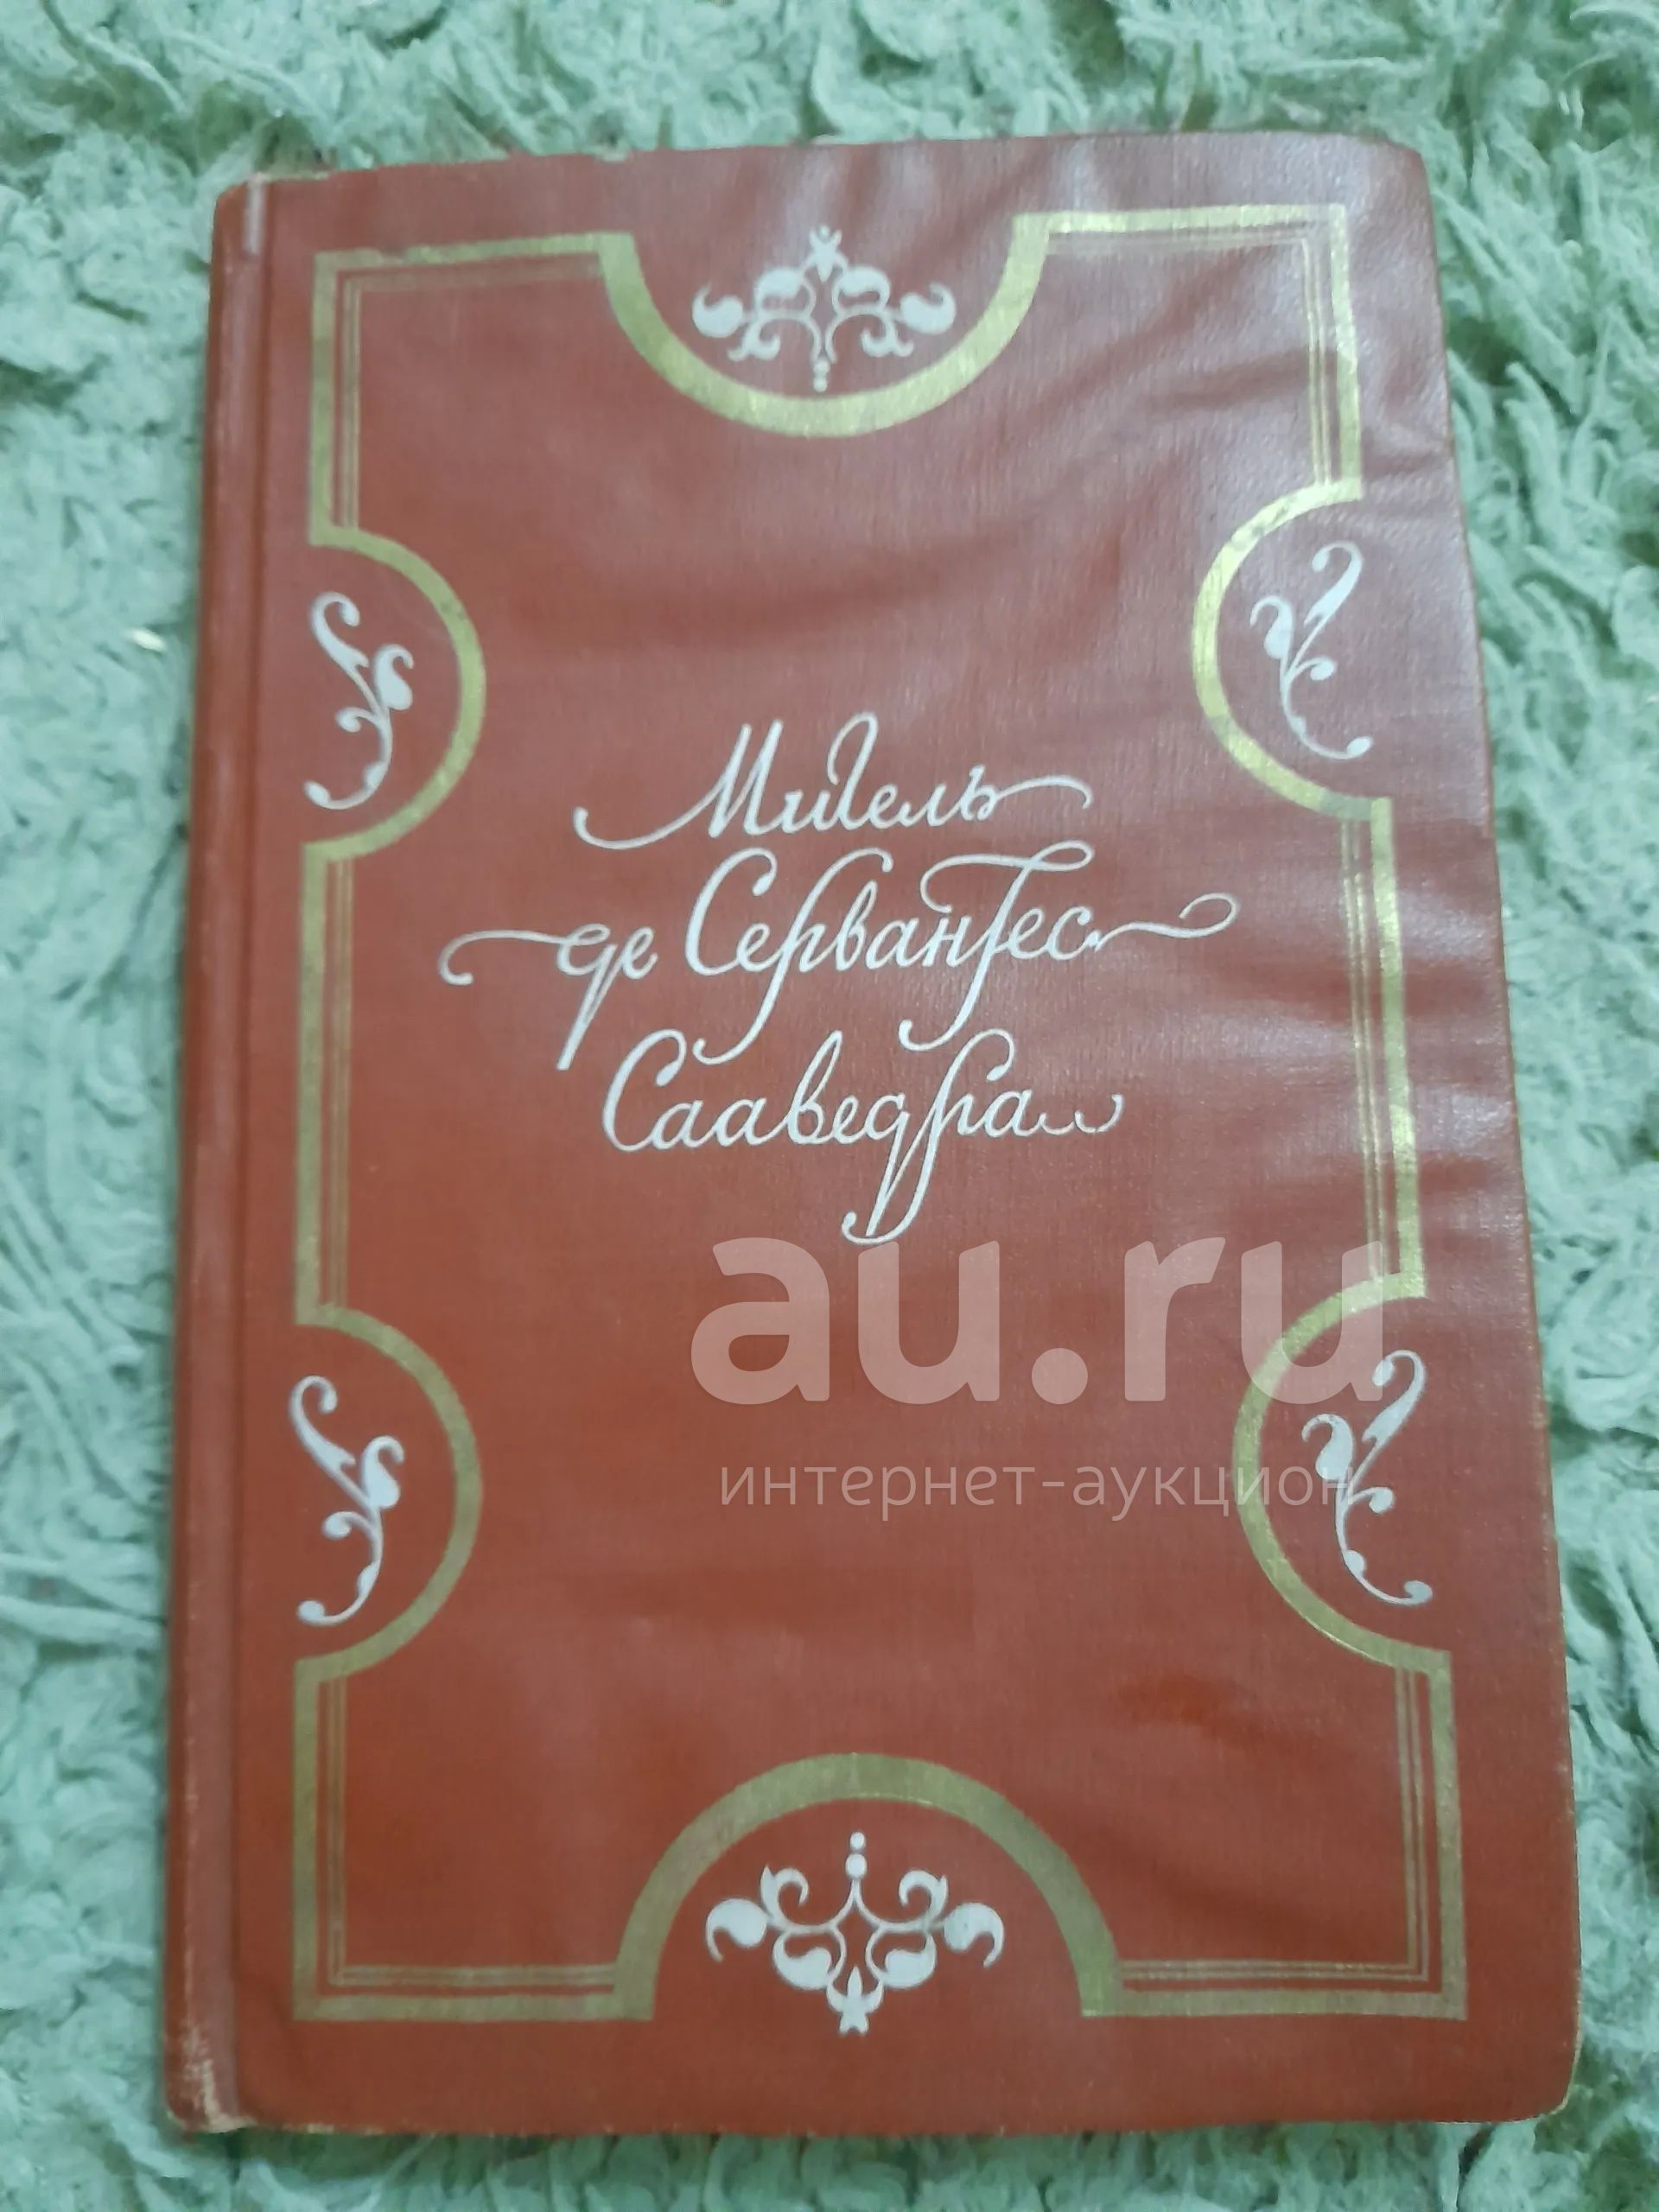 Мигель
де Сервантес
Сааведра
au.ru
интернет-аукцион